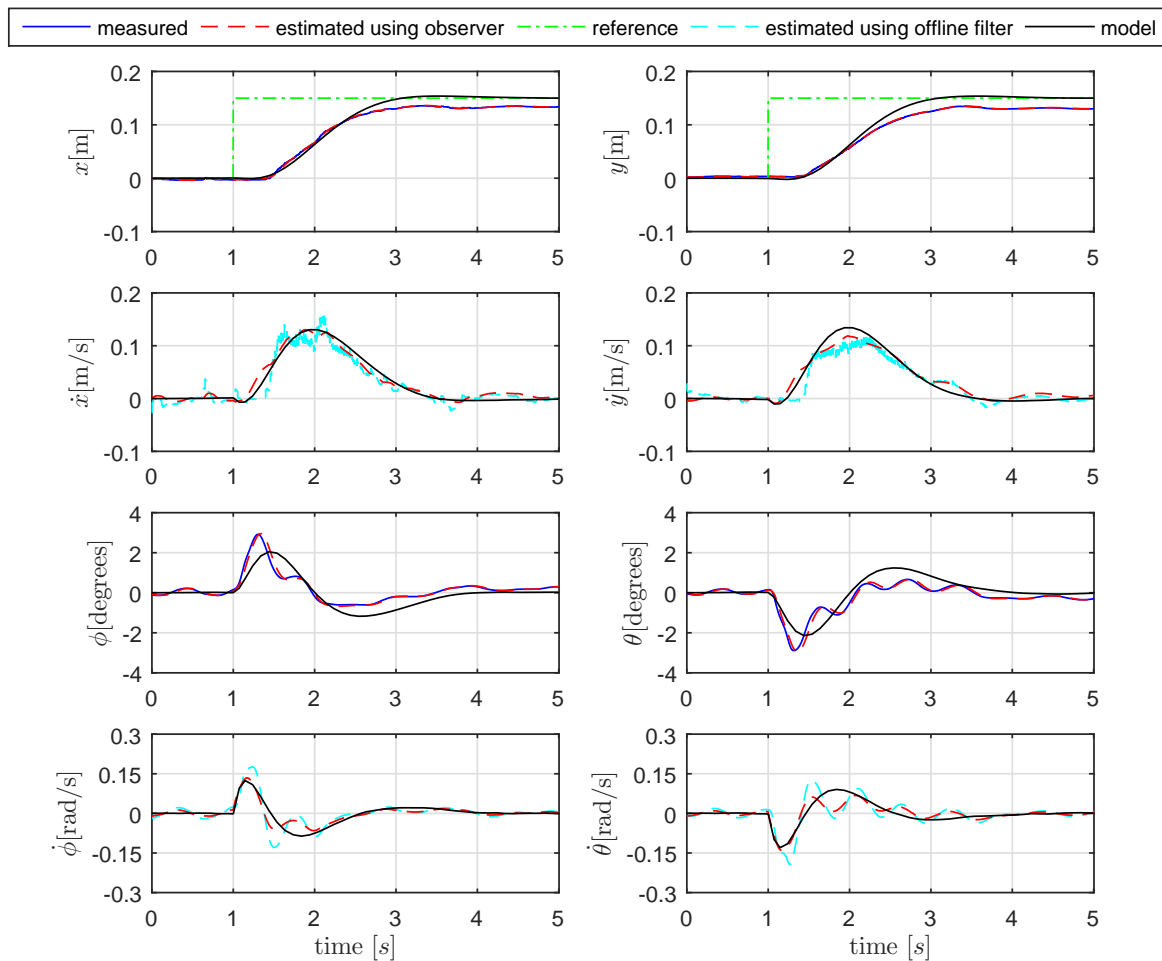 measured estimated using observer reference estimated using offline filter model
0.2
0.1
0
-0.1
x[m]
0 1 2 3 4 5
0.2
0.1
0
-0.1
y[m]
0 1 2 3 4 5
0.2
0.1
0
-0.1
ẋ[m/s]
0 1 2 3 4 5
0.2
0.1
0
-0.1
ẏ[m/s]
0 1 2 3 4 5
4
2
0
-2
-4
ϕ[degrees]
0 1 2 3 4 5
4
2
0
-2
-4
θ[degrees]
0 1 2 3 4 5
0.3
0.15
0
-0.15
-0.3
ϕ̇[rad/s]
0 1 2 3 4 5
time [s]
0.3
0.15
0
-0.15
-0.3
θ̇[rad/s]
0 1 2 3 4 5
time [s]